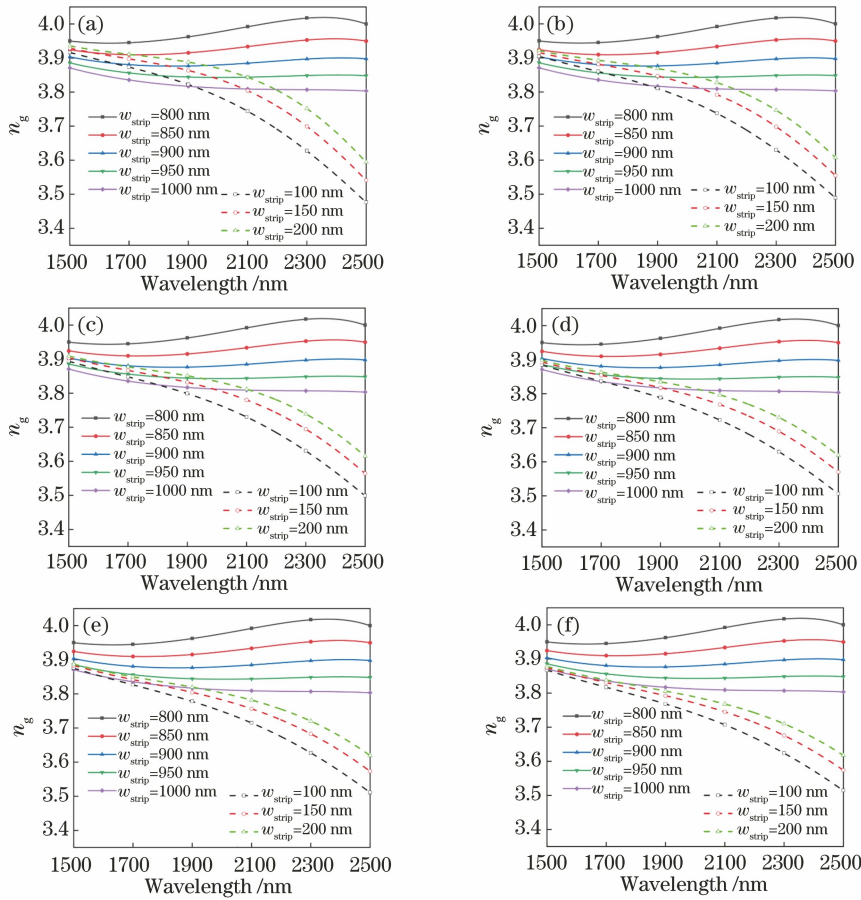 (a)
4.0
3.9
3.8
3.7
3.6
3.5
3.4
n_g
w_strip=800 nm
w_strip=850 nm
w_strip=900 nm
w_strip=950 nm
w_strip=1000 nm
w_strip=100 nm
w_strip=150 nm
w_strip=200 nm
1500 1700 1900 2100 2300 2500
Wavelength /nm
(b)
4.0
3.9
3.8
3.7
3.6
3.5
3.4
n_g
w_strip=800 nm
w_strip=850 nm
w_strip=900 nm
w_strip=950 nm
w_strip=1000 nm
w_strip=100 nm
w_strip=150 nm
w_strip=200 nm
1500 1700 1900 2100 2300 2500
Wavelength /nm
(c)
4.0
3.9
3.8
3.7
3.6
3.5
3.4
n_g
w_strip=800 nm
w_strip=850 nm
w_strip=900 nm
w_strip=950 nm
w_strip=1000 nm
w_strip=100 nm
w_strip=150 nm
w_strip=200 nm
1500 1700 1900 2100 2300 2500
Wavelength /nm
(d)
4.0
3.9
3.8
3.7
3.6
3.5
3.4
n_g
w_strip=800 nm
w_strip=850 nm
w_strip=900 nm
w_strip=950 nm
w_strip=1000 nm
w_strip=100 nm
w_strip=150 nm
w_strip=200 nm
1500 1700 1900 2100 2300 2500
Wavelength /nm
(e)
4.0
3.9
3.8
3.7
3.6
3.5
3.4
n_g
w_strip=800 nm
w_strip=850 nm
w_strip=900 nm
w_strip=950 nm
w_strip=1000 nm
w_strip=100 nm
w_strip=150 nm
w_strip=200 nm
1500 1700 1900 2100 2300 2500
Wavelength /nm
(f)
4.0
3.9
3.8
3.7
3.6
3.5
3.4
n_g
w_strip=800 nm
w_strip=850 nm
w_strip=900 nm
w_strip=950 nm
w_strip=1000 nm
w_strip=100 nm
w_strip=150 nm
w_strip=200 nm
1500 1700 1900 2100 2300 2500
Wavelength /nm